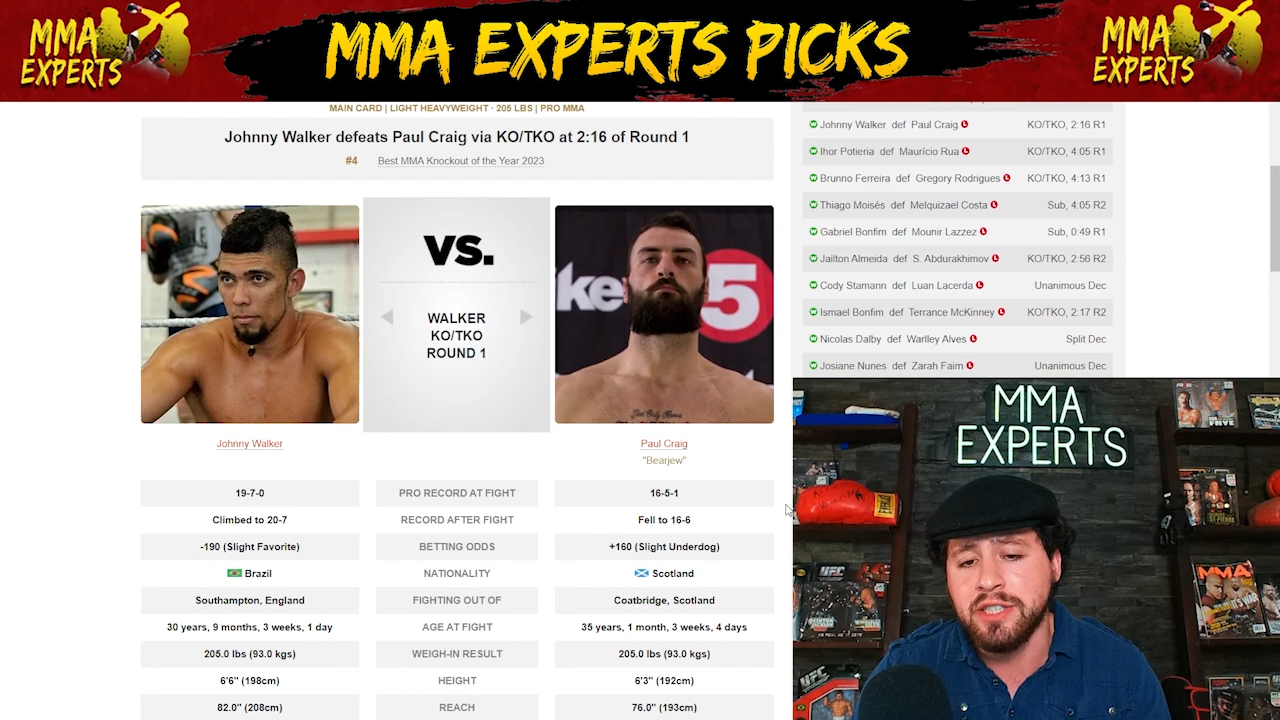 MMA
EXPERTS
MMA EXPERTS PICKS
MMA
EXPERTS
MAIN CARD | LIGHT HEAVYWEIGHT · 205 LBS | PRO MMA
Johnny Walker defeats Paul Craig via KO/TKO at 2:16 of Round 1
#4 Best MMA Knockout of the Year 2023
VS.
WALKER
KO/TKO
ROUND 1
ke
5
Johnny Walker
Paul Craig
"Bearjew"
19-7-0 PRO RECORD AT FIGHT 16-5-1
Climbed to 20-7 RECORD AFTER FIGHT Fell to 16-6
-190 (Slight Favorite) BETTING ODDS +160 (Slight Underdog)
Brazil NATIONALITY Scotland
Southampton, England FIGHTING OUT OF Coatbridge, Scotland
30 years, 9 months, 3 weeks, 1 day AGE AT FIGHT 35 years, 1 month, 3 weeks, 4 days
205.0 lbs (93.0 kgs) WEIGH-IN RESULT 205.0 lbs (93.0 kgs)
6'6" (198cm) HEIGHT 6'3" (192cm)
82.0" (208cm) REACH 76.0" (193cm)
W Johnny Walker def Paul Craig L KO/TKO, 2:16 R1
W Ihor Potieria def Maurício Rua L KO/TKO, 4:05 R1
W Brunno Ferreira def Gregory Rodrigues L KO/TKO, 4:13 R1
W Thiago Moisés def Melquizael Costa L Sub, 4:05 R2
W Gabriel Bonfim def Mounir Lazzez L Sub, 0:49 R1
W Jailton Almeida def S. Abdurakhimov L KO/TKO, 2:56 R2
W Cody Stamann def Luan Lacerda L Unanimous Dec
W Ismael Bonfim def Terrance McKinney L KO/TKO, 2:17 R2
W Nicolas Dalby def Warlley Alves L Split Dec
W Josiane Nunes def Zarah Fairn L Unanimous Dec
MMA
EXPERTS
FRYE
ST-PIERRE
UFC
MMA
IT'S WAR
UFC